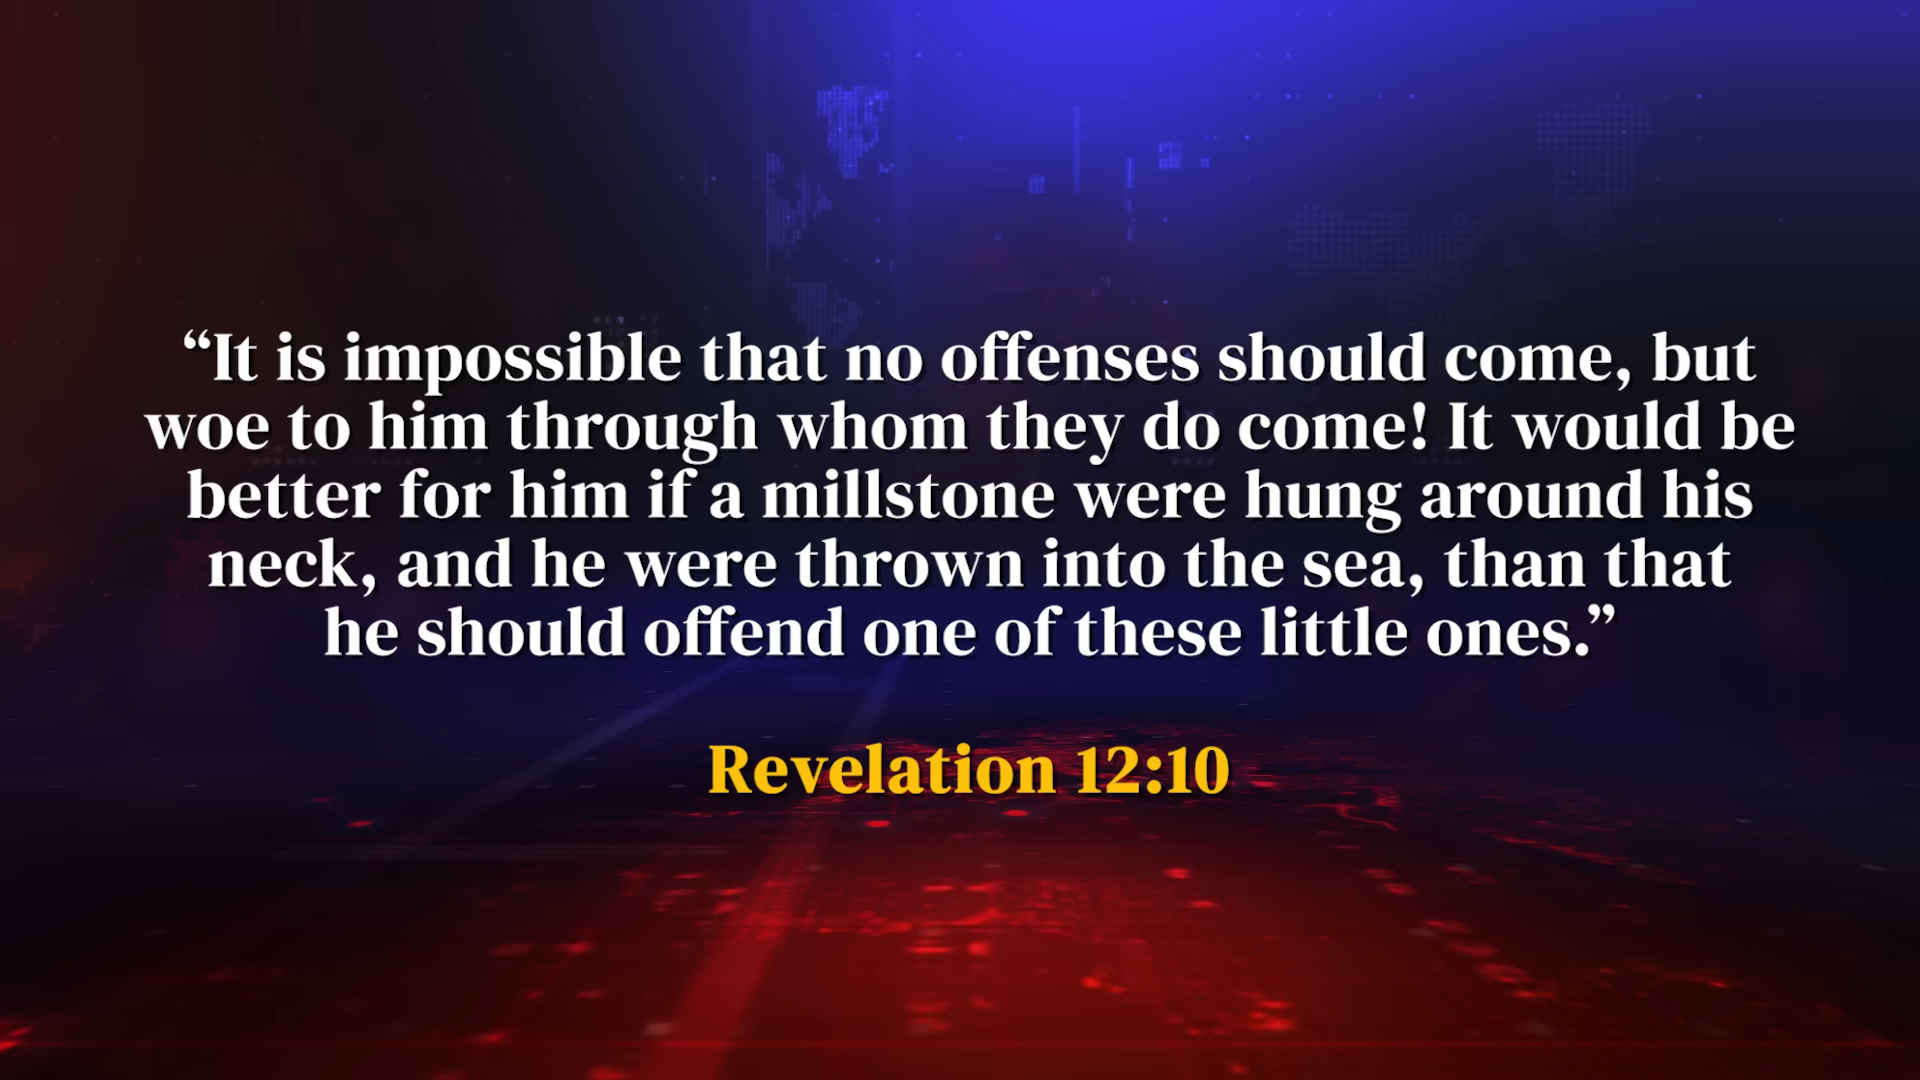 “It is impossible that no offenses should come, but
woe to him through whom they do come! It would be
better for him if a millstone were hung around his
neck, and he were thrown into the sea, than that
he should offend one of these little ones.”
Revelation 12:10